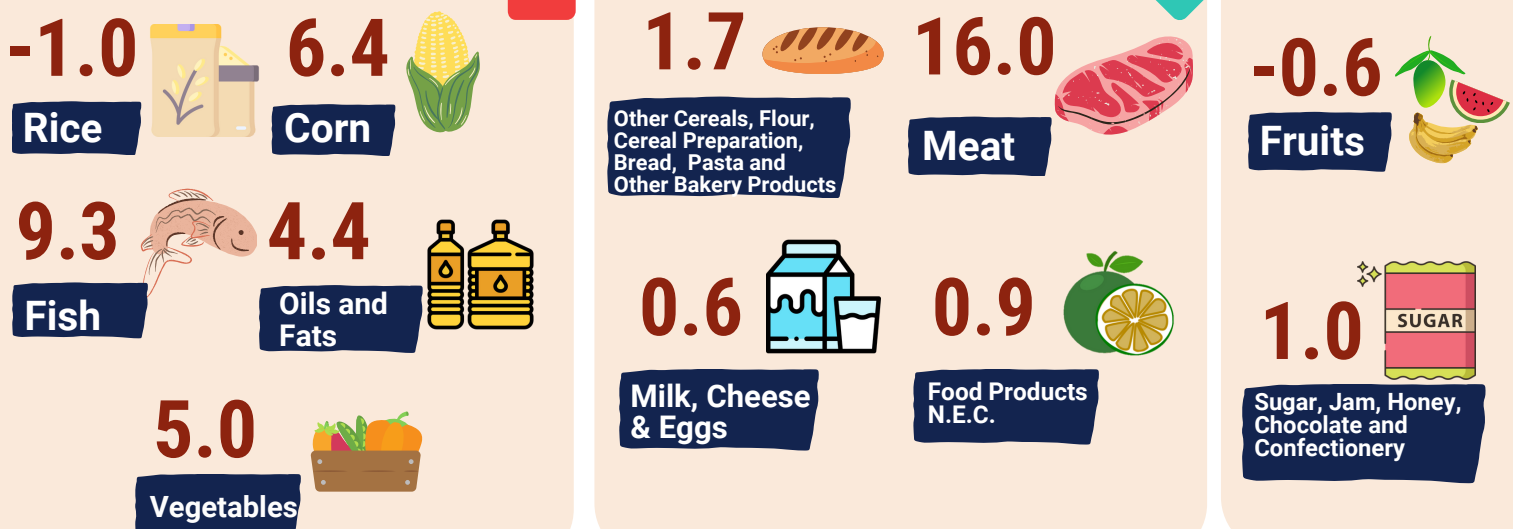 -1.0
Rice
6.4
Corn
9.3
Fish
4.4
Oils and
Fats
5.0
Vegetables
1.7
Other Cereals, Flour,
Cereal Preparation,
Bread, Pasta and
Other Bakery Products
16.0
Meat
0.6
Milk, Cheese
& Eggs
0.9
Food Products
N.E.C.
-0.6
Fruits
1.0
SUGAR
Sugar, Jam, Honey,
Chocolate and
Confectionery